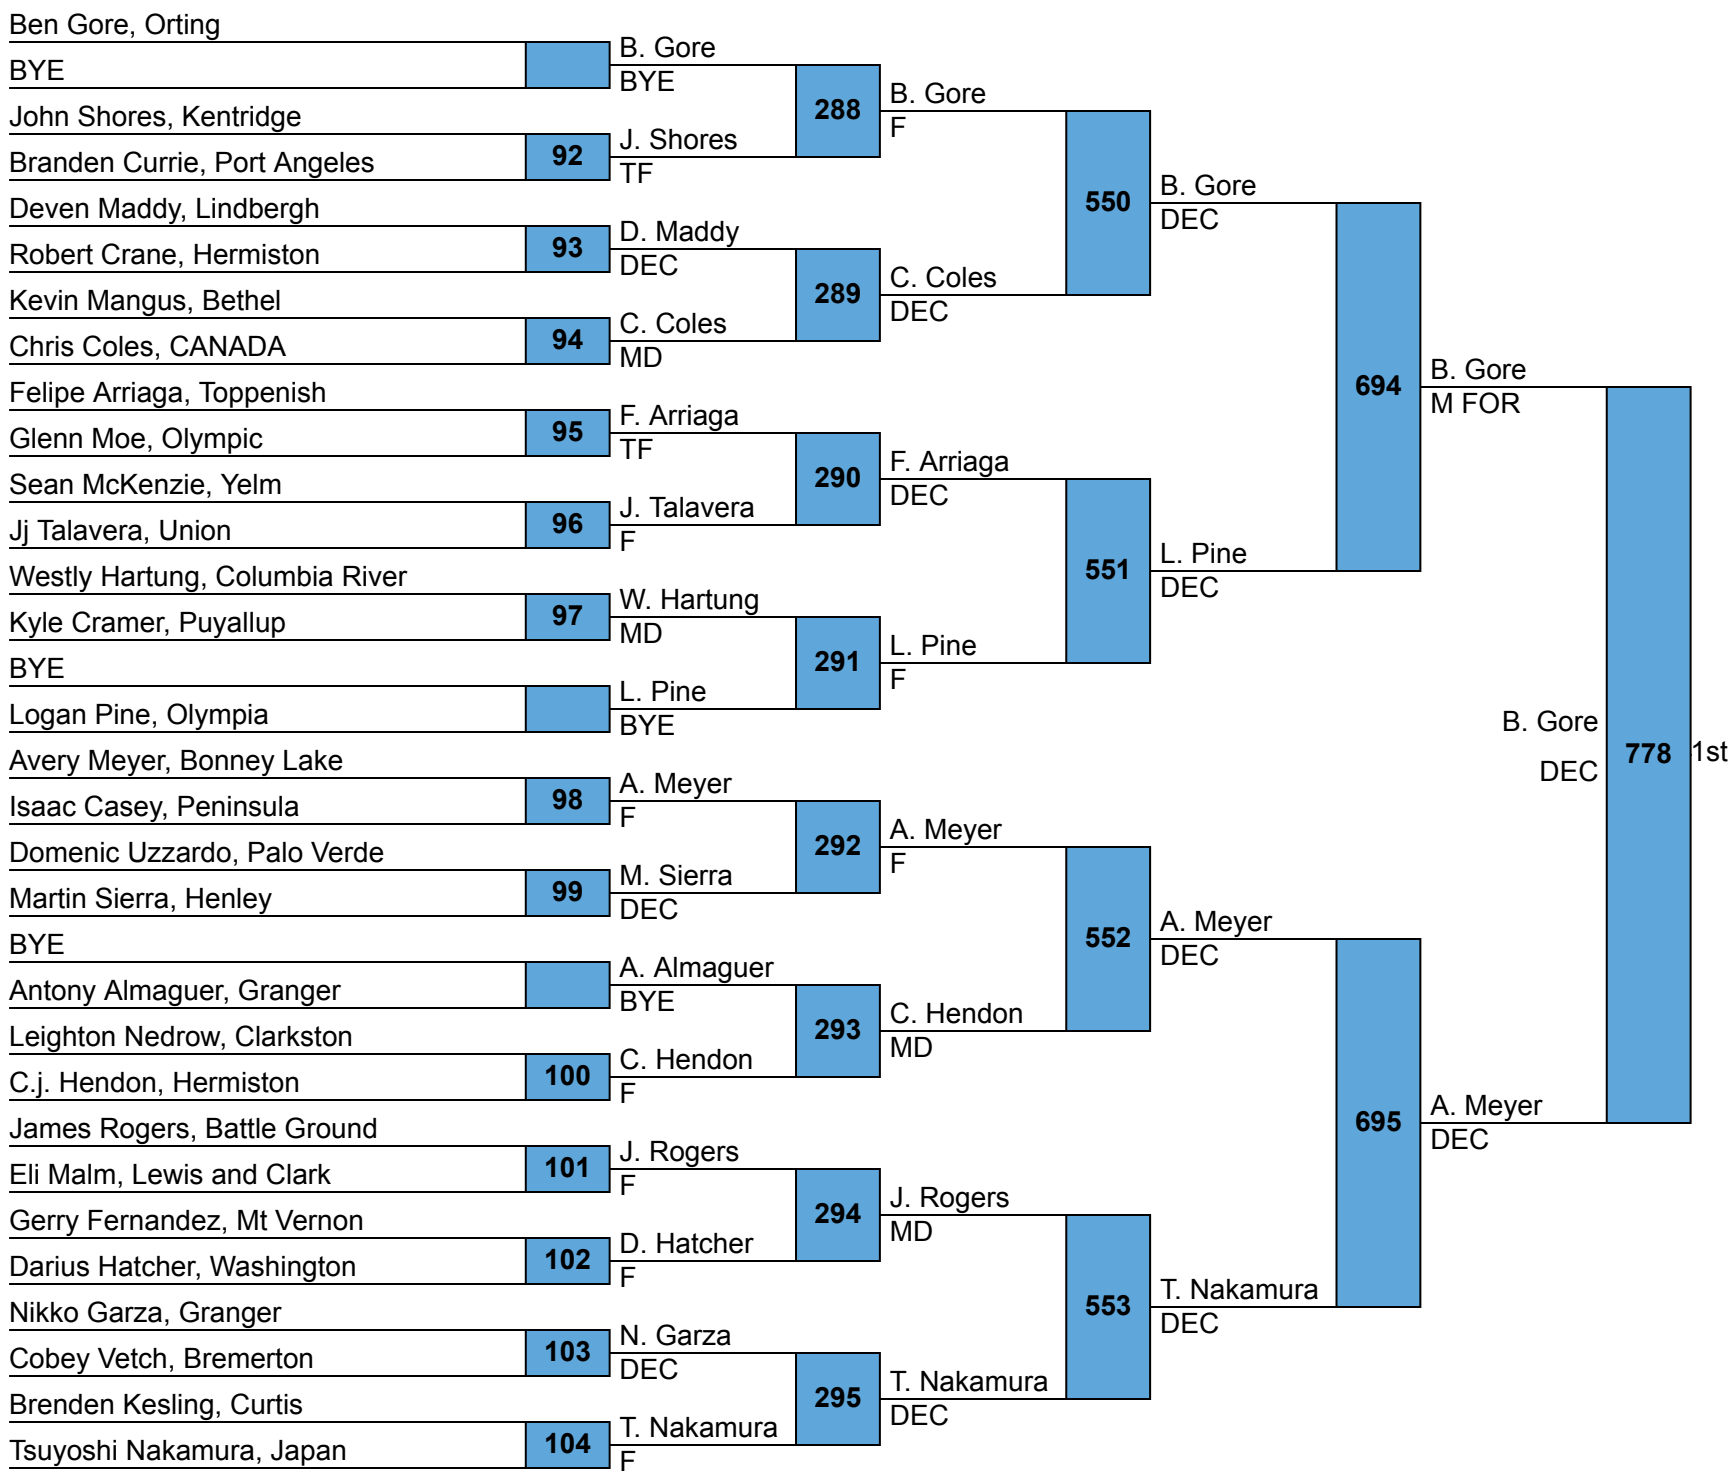 Ben Gore, Orting
BYE
John Shores, Kentridge
92
Branden Currie, Port Angeles
Deven Maddy, Lindbergh
93
Robert Crane, Hermiston
Kevin Mangus, Bethel
94
Chris Coles, CANADA
Felipe Arriaga, Toppenish
95
Glenn Moe, Olympic
Sean McKenzie, Yelm
96
Jj Talavera, Union
Westly Hartung, Columbia River
97
Kyle Cramer, Puyallup
BYE
Logan Pine, Olympia
Avery Meyer, Bonney Lake
98
Isaac Casey, Peninsula
Domenic Uzzardo, Palo Verde
99
Martin Sierra, Henley
BYE
Antony Almaguer, Granger
Leighton Nedrow, Clarkston
100
C.j. Hendon, Hermiston
James Rogers, Battle Ground
101
Eli Malm, Lewis and Clark
Gerry Fernandez, Mt Vernon
102
Darius Hatcher, Washington
Nikko Garza, Granger
103
Cobey Vetch, Bremerton
Brenden Kesling, Curtis
104
Tsuyoshi Nakamura, Japan
B. Gore
BYE
288
J. Shores
TF
D. Maddy
DEC
289
C. Coles
MD
F. Arriaga
TF
290
J. Talavera
F
W. Hartung
MD
291
L. Pine
BYE
A. Meyer
F
292
M. Sierra
DEC
A. Almaguer
BYE
293
C. Hendon
F
J. Rogers
F
294
D. Hatcher
F
N. Garza
DEC
295
T. Nakamura
F
B. Gore
F
550
C. Coles
DEC
F. Arriaga
DEC
551
L. Pine
F
A. Meyer
F
552
C. Hendon
MD
J. Rogers
MD
553
T. Nakamura
DEC
B. Gore
DEC
694
L. Pine
DEC
A. Meyer
DEC
695
T. Nakamura
DEC
B. Gore
M FOR
B. Gore
DEC
778
1st
A. Meyer
DEC